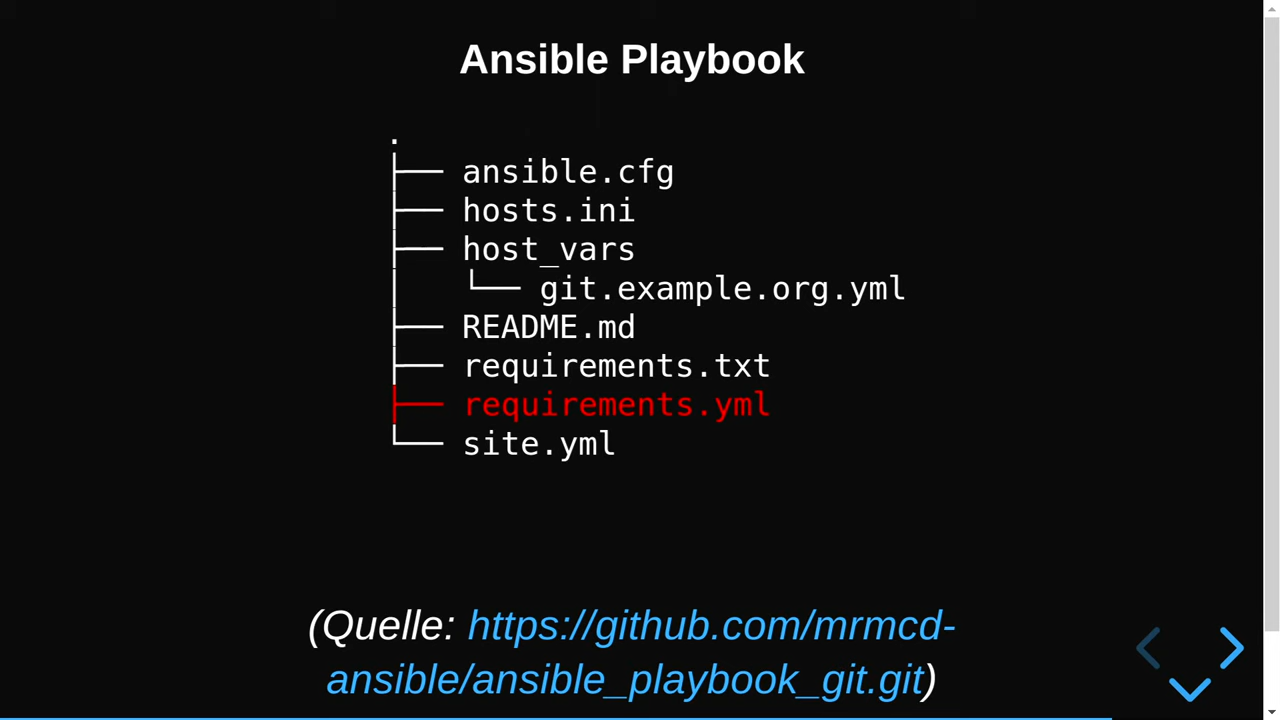 Ansible Playbook
.
├── ansible.cfg
├── hosts.ini
├── host_vars
│   └── git.example.org.yml
├── README.md
├── requirements.txt
├── requirements.yml
└── site.yml
(Quelle: https://github.com/mrmcd-
ansible/ansible_playbook_git.git)